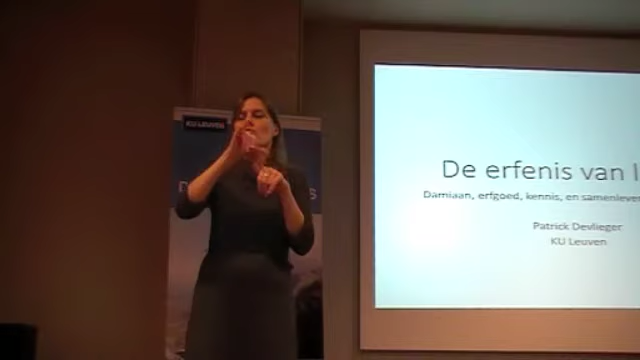 KU LEUVEN
De erfenis van
Damiaan, erfgoed, kennis, en
Patrick Devlieger
KU Leuven